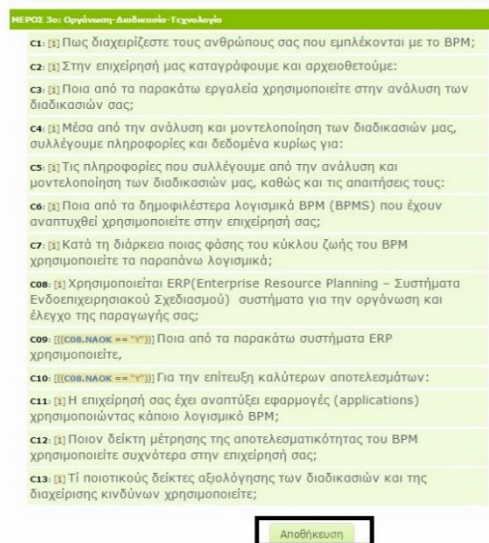 ΜΕΡΟΣ 3ο: Οργάνωση-Διαδικασία-Τεχνολογία
C1: [1] Πως διαχειρίζεστε τους ανθρώπους σας που εμπλέκονται με το BPM;
C2: [1] Στην επιχείρησή μας καταγράφουμε και αρχειοθετούμε:
C3: [1] Ποια από τα παρακάτω εργαλεία χρησιμοποιείτε στην ανάλυση των
διαδικασιών σας;
C4: [1] Μέσα από την ανάλυση και μοντελοποίηση των διαδικασιών μας,
συλλέγουμε πληροφορίες και δεδομένα κυρίως για:
C5: [1] Τις πληροφορίες που συλλέγουμε από την ανάλυση και
μοντελοποίηση των διαδικασιών μας, καθώς και τις απαιτήσεις τους:
C6: [1] Ποια από τα δημοφιλέστερα λογισμικά BPM (BPMS) που έχουν
αναπτυχθεί χρησιμοποιείτε στην επιχείρησή σας;
C7: [1] Κατά τη διάρκεια ποιας φάσης του κύκλου ζωής του BPM
χρησιμοποιείτε τα παραπάνω λογισμικά;
C08: [1] Χρησιμοποιείται ERP(Enterprise Resource Planning – Συστήματα
Ενδοεπιχειρησιακού Σχεδιασμού) συστήματα για την οργάνωση και
έλεγχο της παραγωγής σας;
C09: [((C08.NAOK == "Y"))] Ποια από τα παρακάτω συστήματα ERP
χρησιμοποιείτε,
C10: [((C08.NAOK == "Y"))] Για την επίτευξη καλύτερων αποτελεσμάτων:
C11: [1] Η επιχείρησή σας έχει αναπτύξει εφαρμογές (applications)
χρησιμοποιώντας κάποιο λογισμικό BPM;
C12: [1] Ποιον δείκτη μέτρησης της αποτελεσματικότητας του BPM
χρησιμοποιείτε συχνότερα στην επιχείρησή σας;
C13: [1] Τί ποιοτικούς δείκτες αξιολόγησης των διαδικασιών και της
διαχείρισης κινδύνων χρησιμοποιείτε;
Αποθήκευση